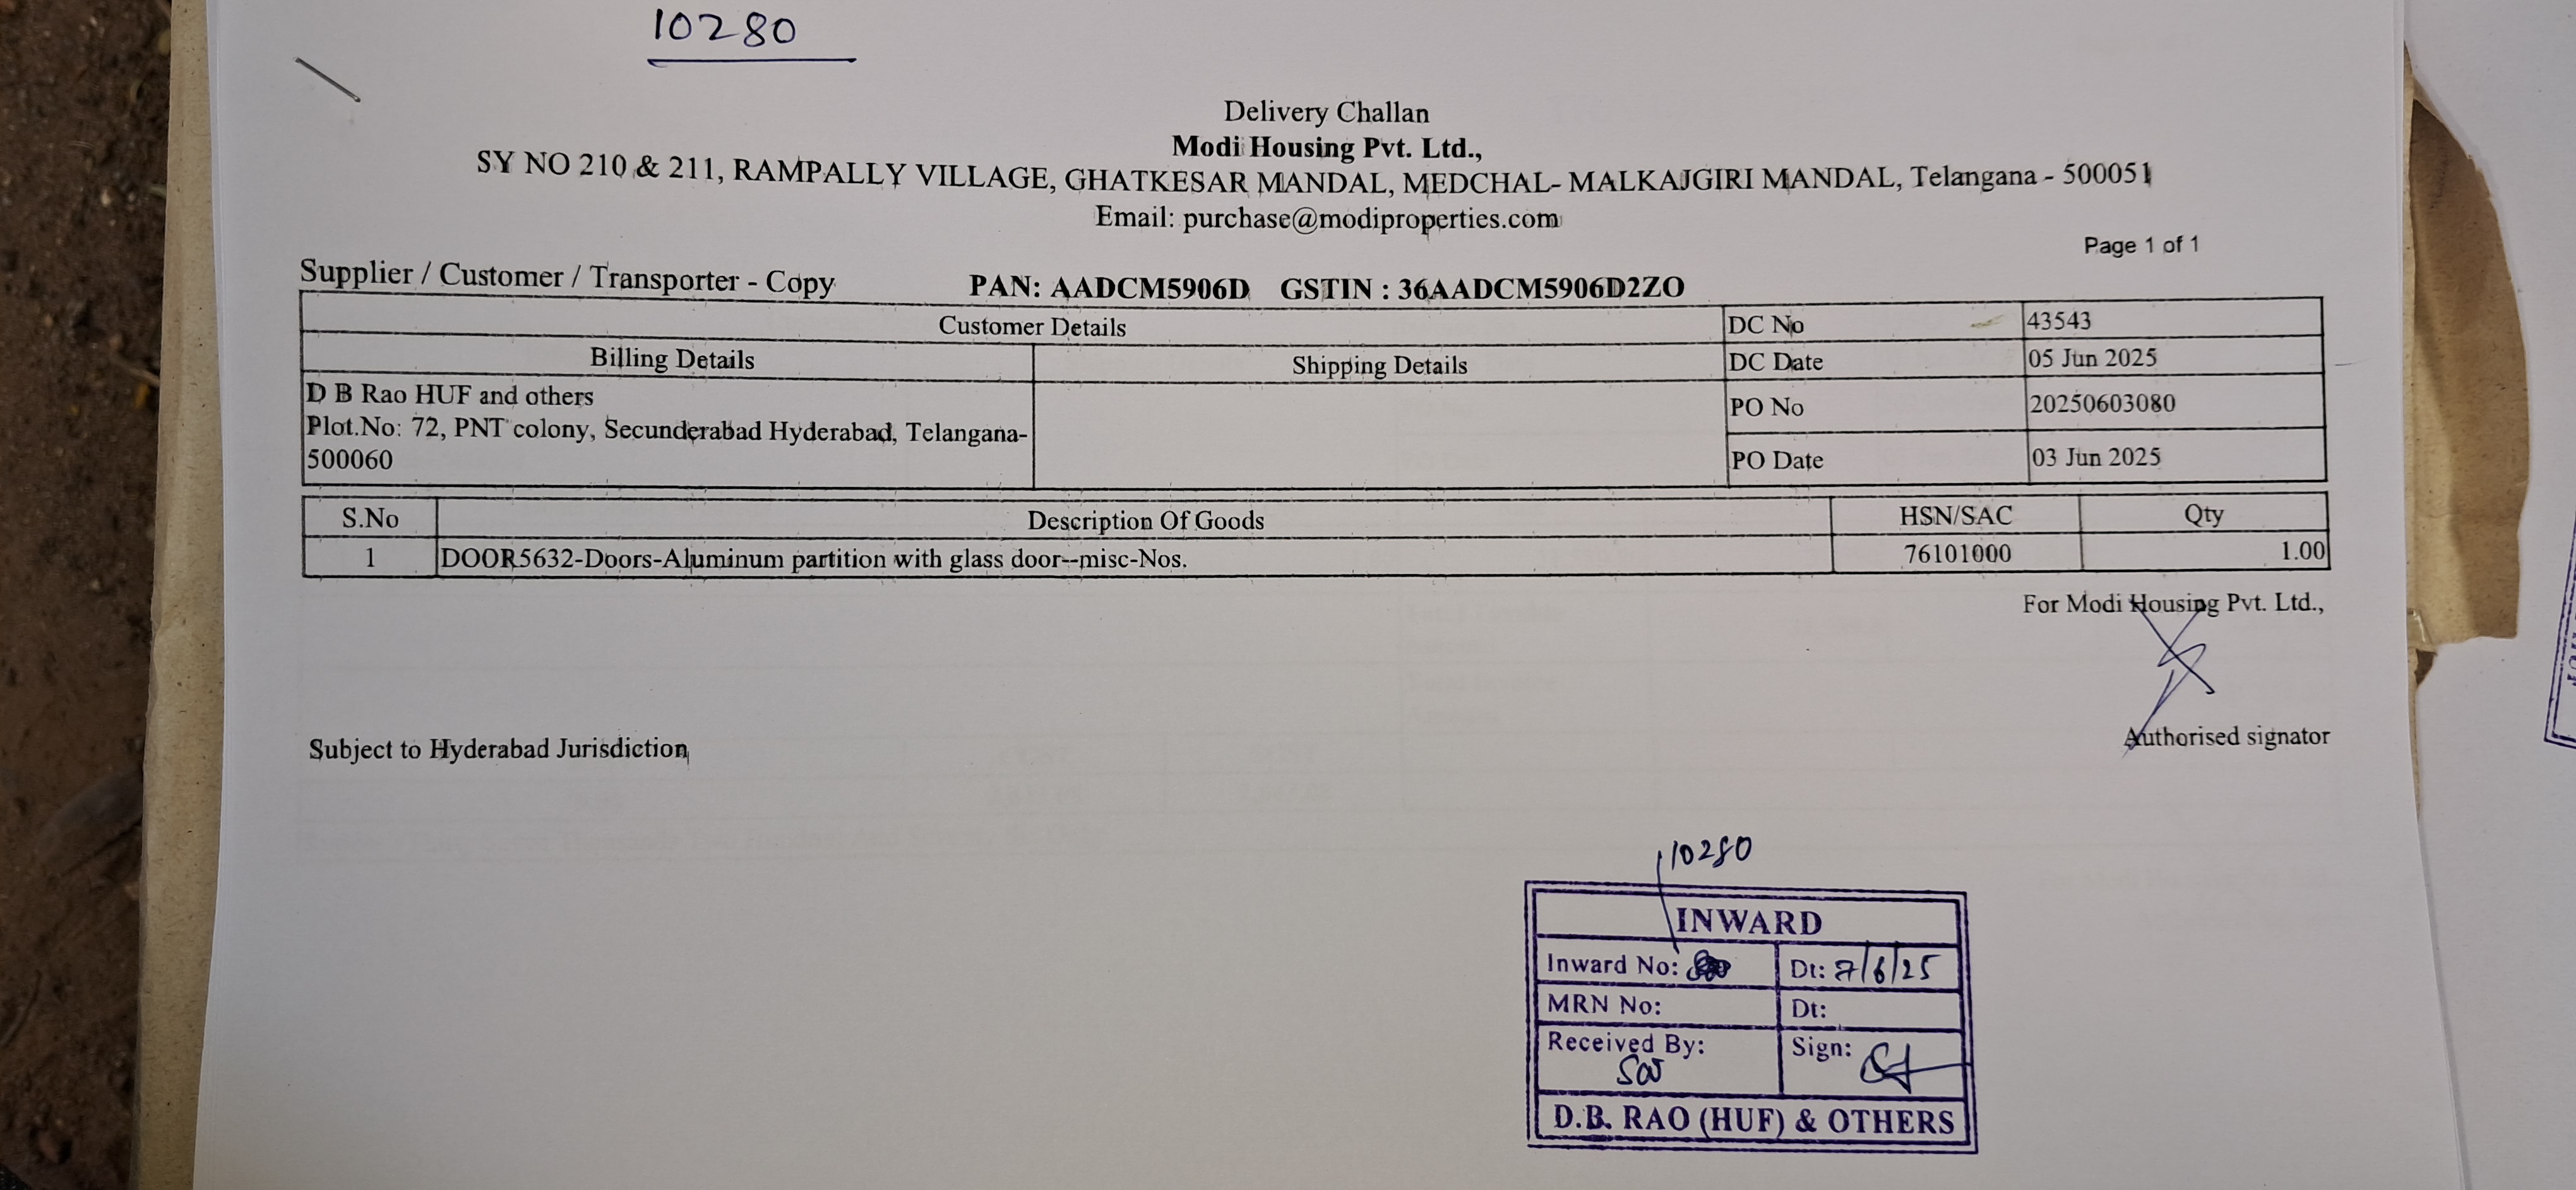 10280
Delivery Challan
Modi Housing Pvt. Ltd.,
SY NO 210 & 211, RAMPALLY VILLAGE, GHATKESAR MANDAL, MEDCHAL- MALKAJGIRI MANDAL, Telangana - 500051
Email: purchase@modiproperties.com
Page 1 of 1
Supplier / Customer / Transporter - Copy PAN: AADCM5906D GSTIN : 36AADCM5906D2ZO
Customer Details
DC No 43543
Billing Details Shipping Details
DC Date 05 Jun 2025
D B Rao HUF and others
Plot.No: 72, PNT colony, Secunderabad Hyderabad, Telangana-
500060
PO No 20250603080
PO Date 03 Jun 2025
S.No Description Of Goods HSN/SAC Qty
1 DOOR5632-Doors-Aluminum partition with glass door--misc-Nos. 76101000 1.00
For Modi Housing Pvt. Ltd.,
Subject to Hyderabad Jurisdiction
Authorised signator
10280
INWARD
Inward No: Dt: 7/6/25
MRN No: Dt:
Received By: Sign:
D.B. RAO (HUF) & OTHERS